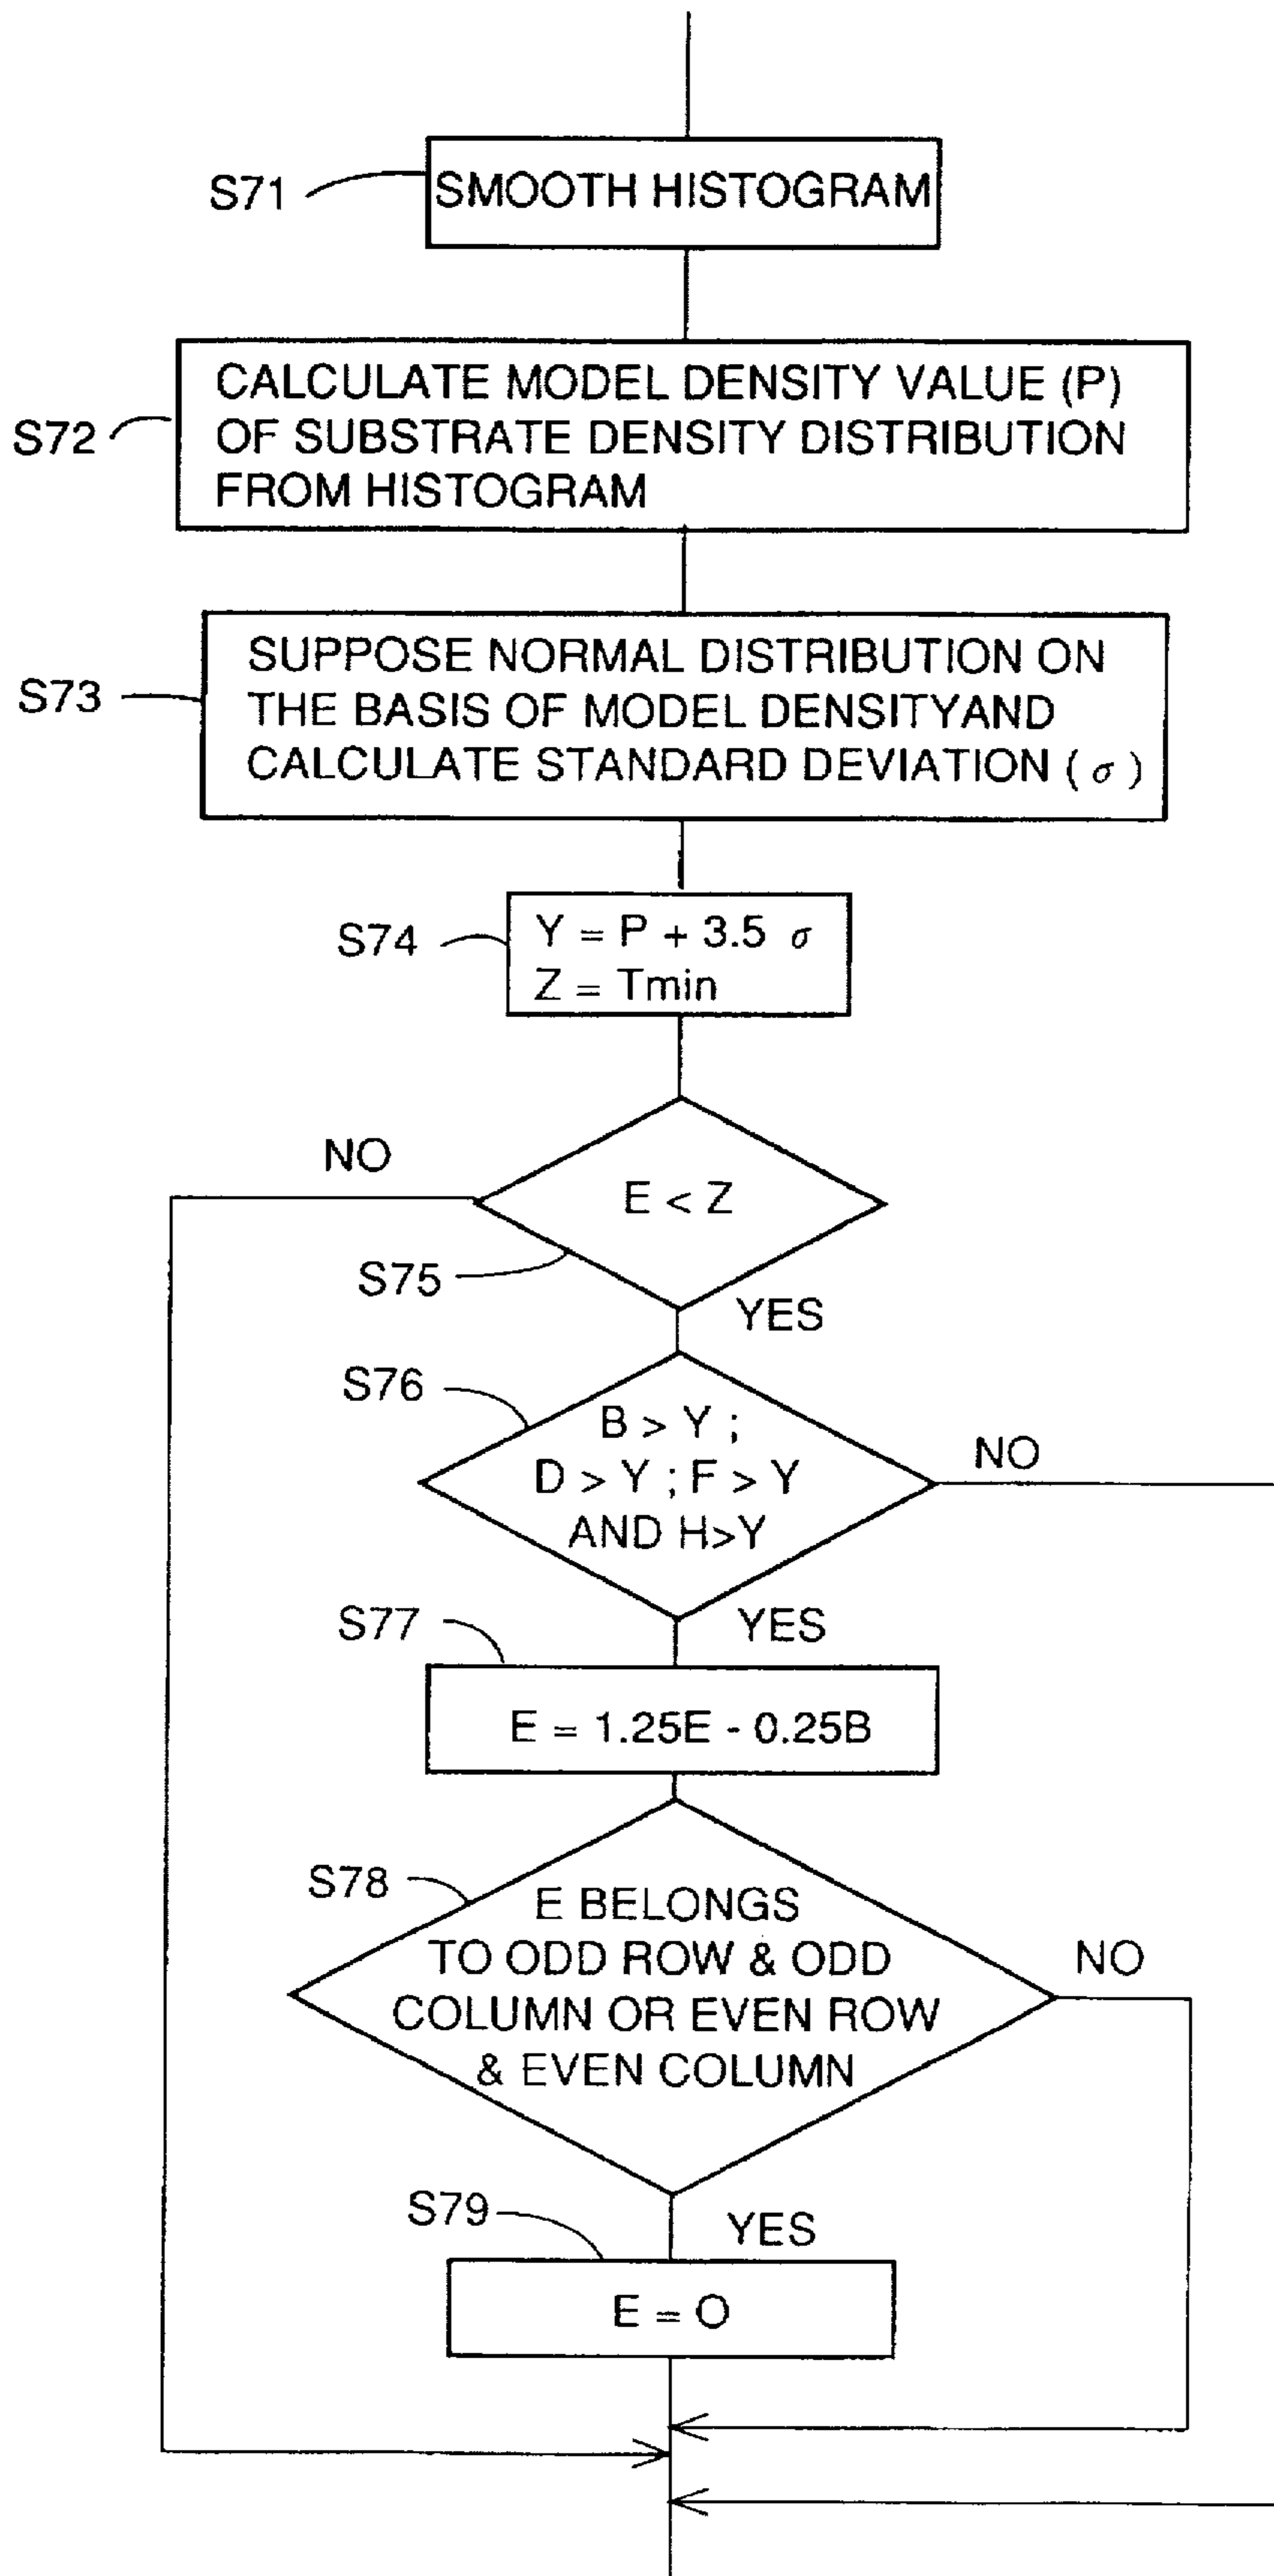 S71
SMOOTH HISTOGRAM
S72
CALCULATE MODEL DENSITY VALUE (P)
OF SUBSTRATE DENSITY DISTRIBUTION
FROM HISTOGRAM
S73
SUPPOSE NORMAL DISTRIBUTION ON
THE BASIS OF MODEL DENSITYAND
CALCULATE STANDARD DEVIATION (σ)
S74
Y = P + 3.5 σ
Z = Tmin
NO
E < Z
S75
YES
S76
B > Y ;
D > Y ; F > Y
AND H>Y
NO
S77
YES
E = 1.25E - 0.25B
S78
E BELONGS
TO ODD ROW & ODD
COLUMN OR EVEN ROW
& EVEN COLUMN
NO
S79
YES
E = O